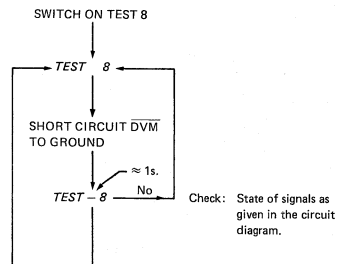 SWITCH ON TEST 8
TEST 8
SHORT CIRCUIT DVM
TO GROUND
≈ 1s.
TEST – 8
No
Check: State of signals as
given in the circuit
diagram.